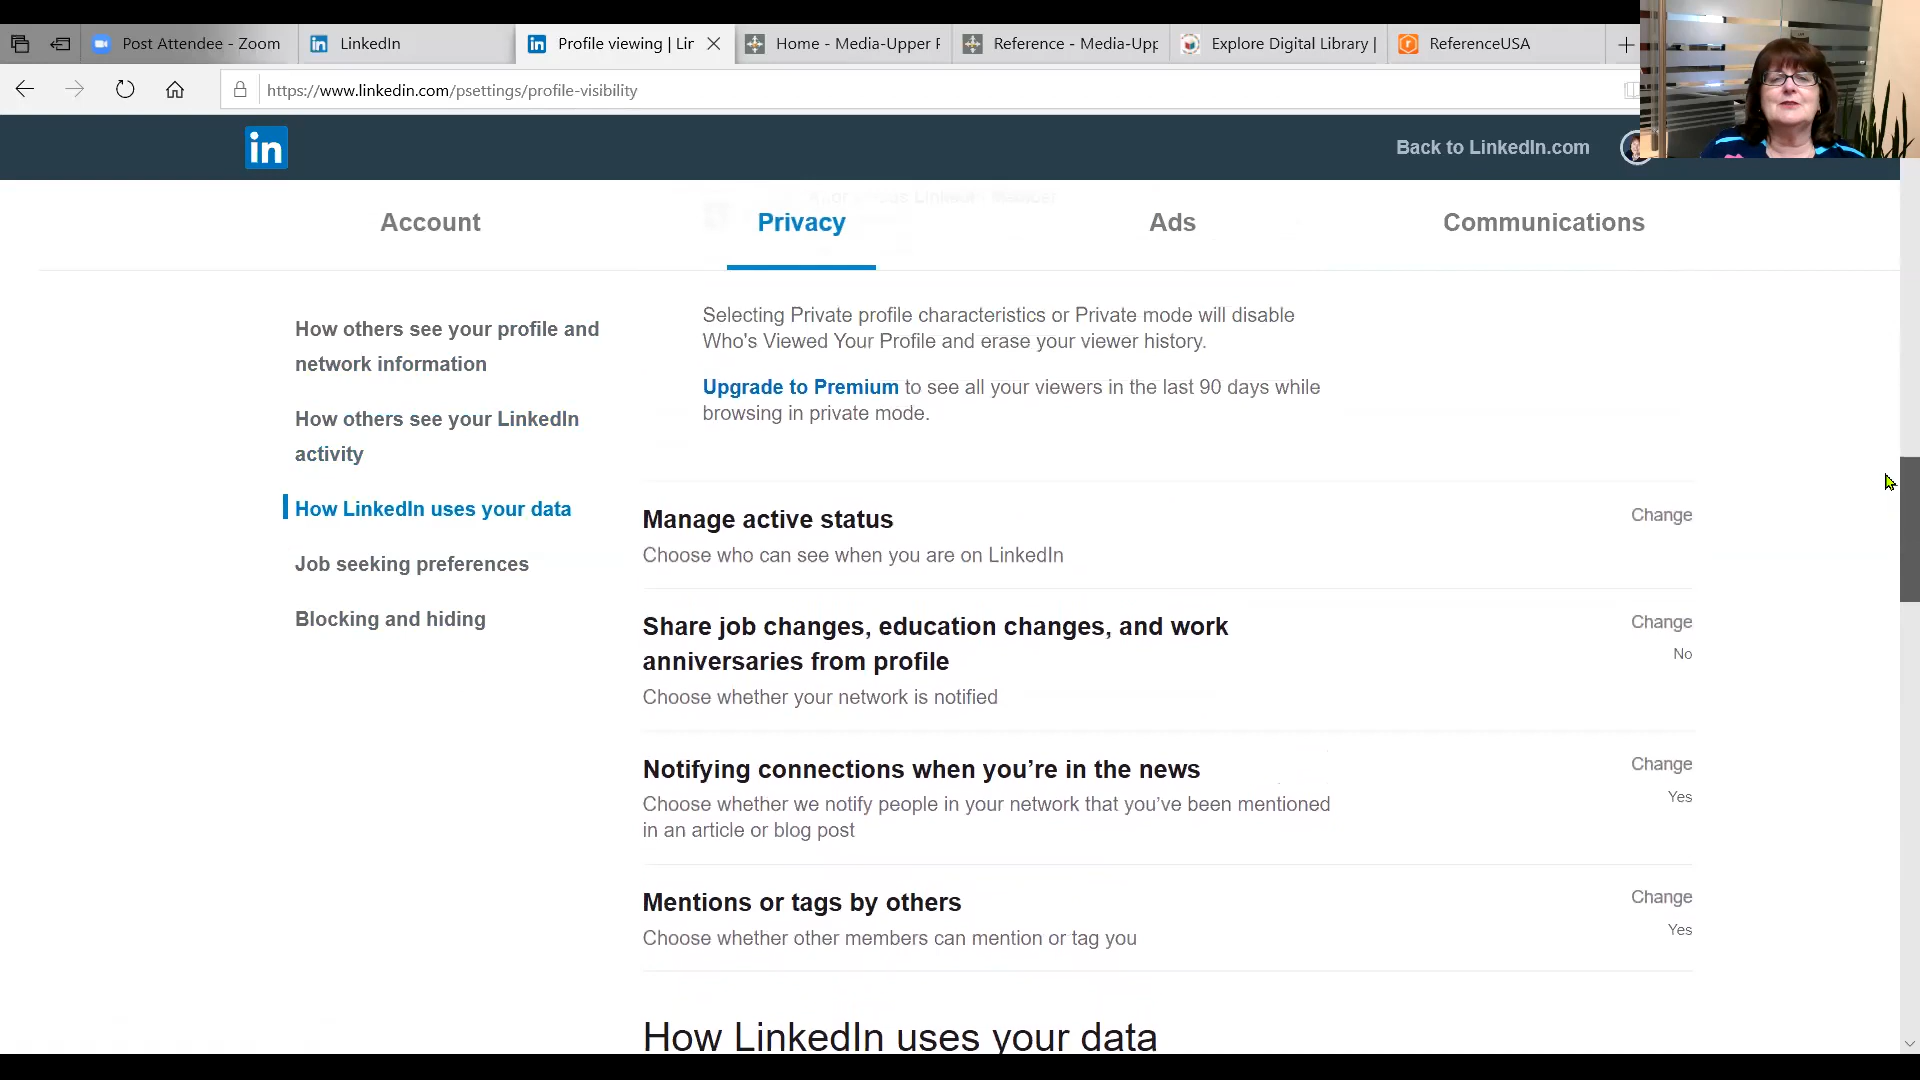 Post Attendee - Zoom
LinkedIn
Profile viewing | Lir
Home - Media-Upper F
Reference - Media-Upp
Explore Digital Library |
ReferenceUSA
https://www.linkedin.com/psettings/profile-visibility
in
Back to LinkedIn.com
Account
Privacy
Ads
Communications
How others see your profile and
network information
How others see your LinkedIn
activity
How LinkedIn uses your data
Job seeking preferences
Blocking and hiding
Selecting Private profile characteristics or Private mode will disable
Who's Viewed Your Profile and erase your viewer history.
Upgrade to Premium to see all your viewers in the last 90 days while
browsing in private mode.
Manage active status
Change
Choose who can see when you are on LinkedIn
Share job changes, education changes, and work
anniversaries from profile
Change
No
Choose whether your network is notified
Notifying connections when you’re in the news
Change
Yes
Choose whether we notify people in your network that you’ve been mentioned
in an article or blog post
Mentions or tags by others
Change
Yes
Choose whether other members can mention or tag you
How LinkedIn uses your data